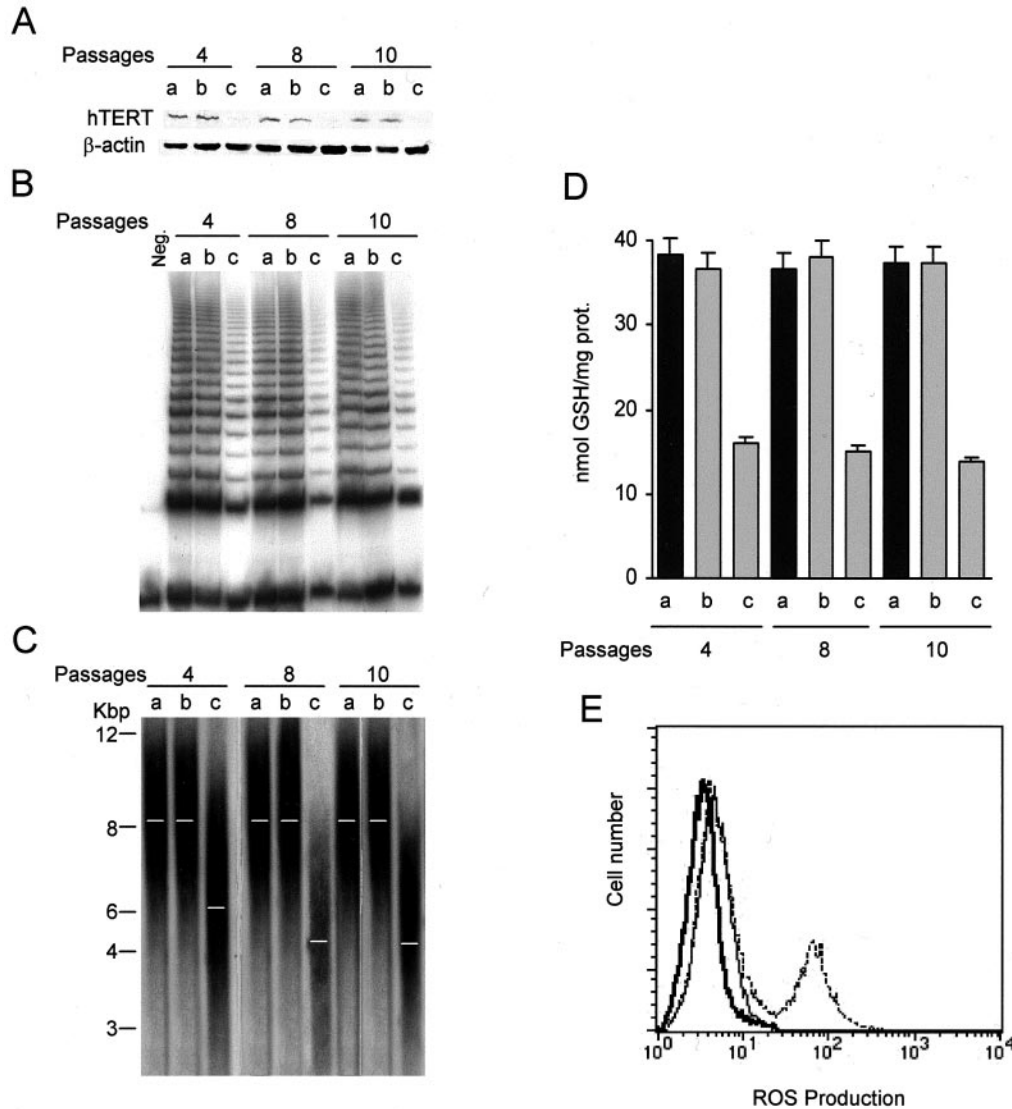 A
Passages 4 8 10
a b c a b c a b c
hTERT
β-actin
B
Passages Neg. 4 8 10
a b c a b c a b c
C
Passages 4 8 10
Kbp a b c a b c a b c
12
8
6
4
3
D
nmol GSH/mg prot.
40
30
20
10
0
a b c a b c a b c
Passages 4 8 10
E
Cell number
10⁰ 10¹ 10² 10³ 10⁴
ROS Production